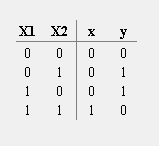 X1 X2 x y
0 0 0 0
0 1 0 1
1 0 0 1
1 1 1 0